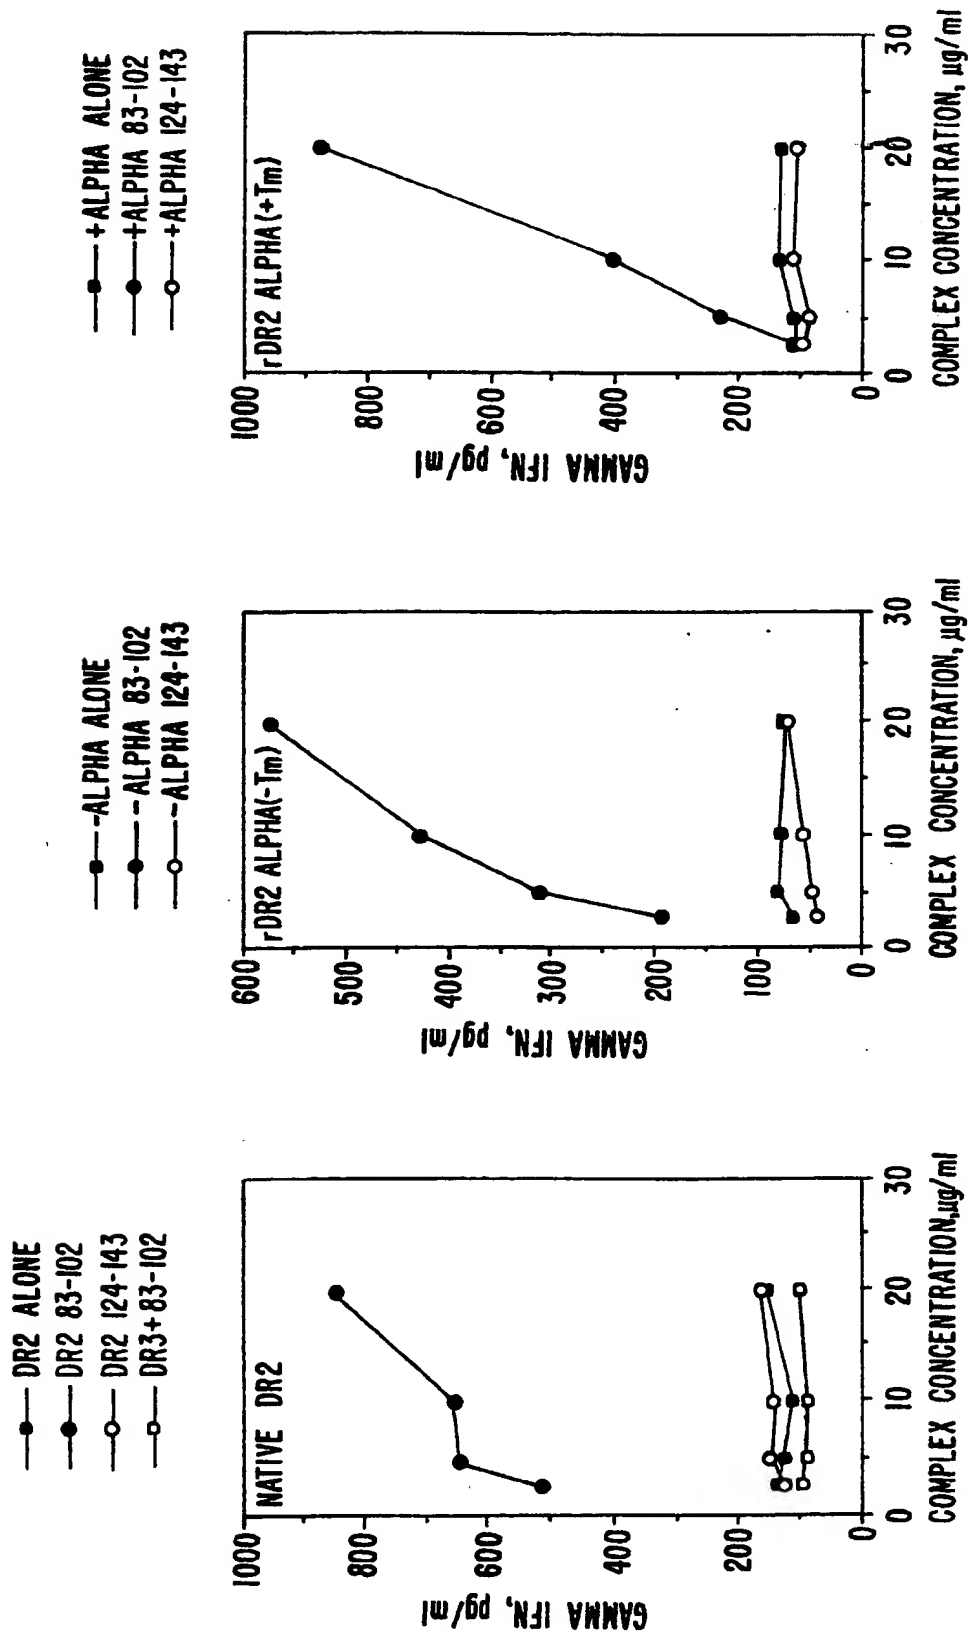 DR2 ALONE
DR2 83-102
DR2 124-143
DR3+83-102
NATIVE DR2
GAMMA IFN, pg/ml
1000
800
600
400
200
0
0 10 20 30
COMPLEX CONCENTRATION,µg/ml
-ALPHA ALONE
-ALPHA 83-102
~ALPHA 124-143
rDR2 ALPHA(-Tm)
GAMMA IFN, pg/ml
600
500
400
300
200
100
0
0 10 20 30
COMPLEX CONCENTRATION, µg/ml
+ALPHA ALONE
+ALPHA 83-102
+ALPHA 124-143
rDR2 ALPHA(+Tm)
GAMMA IFN, pg/ml
1000
800
600
400
200
0
0 10 20 30
COMPLEX CONCENTRATION, µg/ml